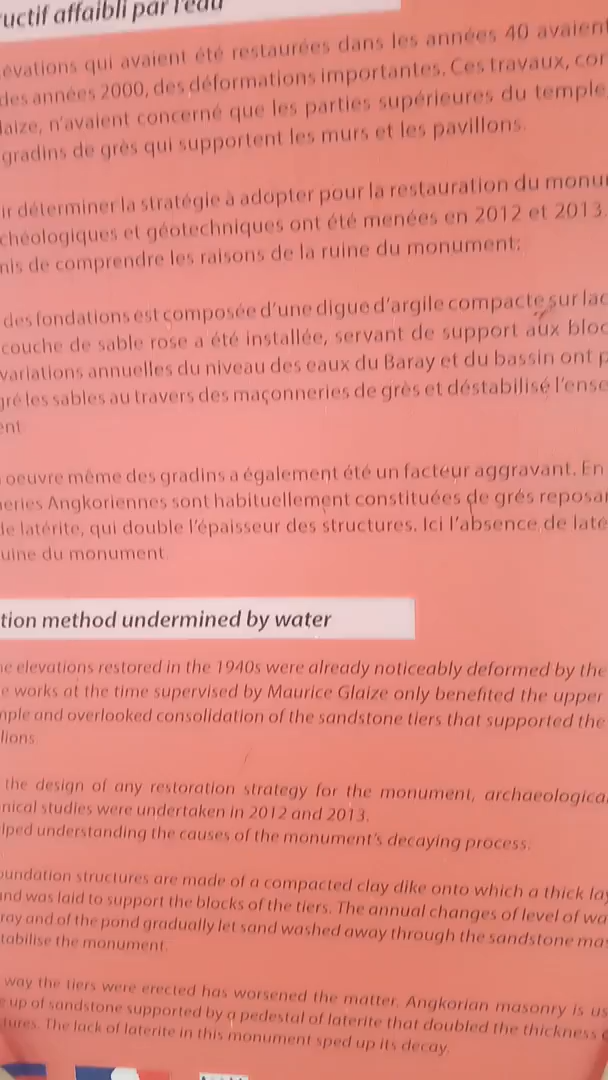 uctif affaibli par l'eau
évations qui avaient été restaurées dans les années 40 avaient
des années 2000, des déformations importantes. Ces travaux, cor
laize, n'avaient concerné que les parties supérieures du temple,
gradins de grès qui supportent les murs et les pavillons.
ir déterminer la stratégie à adopter pour la restauration du monu
chéologiques et géotechniques ont été menées en 2012 et 2013.
nis de comprendre les raisons de la ruine du monument:
des fondations est composée d'une digue d'argile compacte sur laq
couche de sable rose a été installée, servant de support aux bloc
variations annuelles du niveau des eaux du Baray et du bassin ont p
gré les sables au travers des maçonneries de grès et déstabilisé l'ense
ent
oeuvre même des gradins a également été un facteur aggravant. En
neries Angkoriennes sont habituellement constituées de grés reposan
de latérite, qui double l'épaisseur des structures. Ici l'absence de laté
uine du monument
tion method undermined by water
ne elevations restored in the 1940s were already noticeably deformed by the
e works at the time supervised by Maurice Glaize only benefited the upper
mple and overlooked consolidation of the sandstone tiers that supported the
lions
the design of any restoration strategy for the monument, archaeologica
nical studies were undertaken in 2012 and 2013.
lped understanding the causes of the monument's decaying process.
oundation structures are made of a compacted clay dike onto which a thick lay
and was laid to support the blocks of the tiers. The annual changes of level of wa
ray and of the pond gradually let sand washed away through the sandstone mas
tabilise the monument.
way the tiers were erected has worsened the matter. Angkorian masonry is us
e up of sandstone supported by a pedestal of laterite that doubled the thickness o
tures. The lack of laterite in this monument sped up its decay.